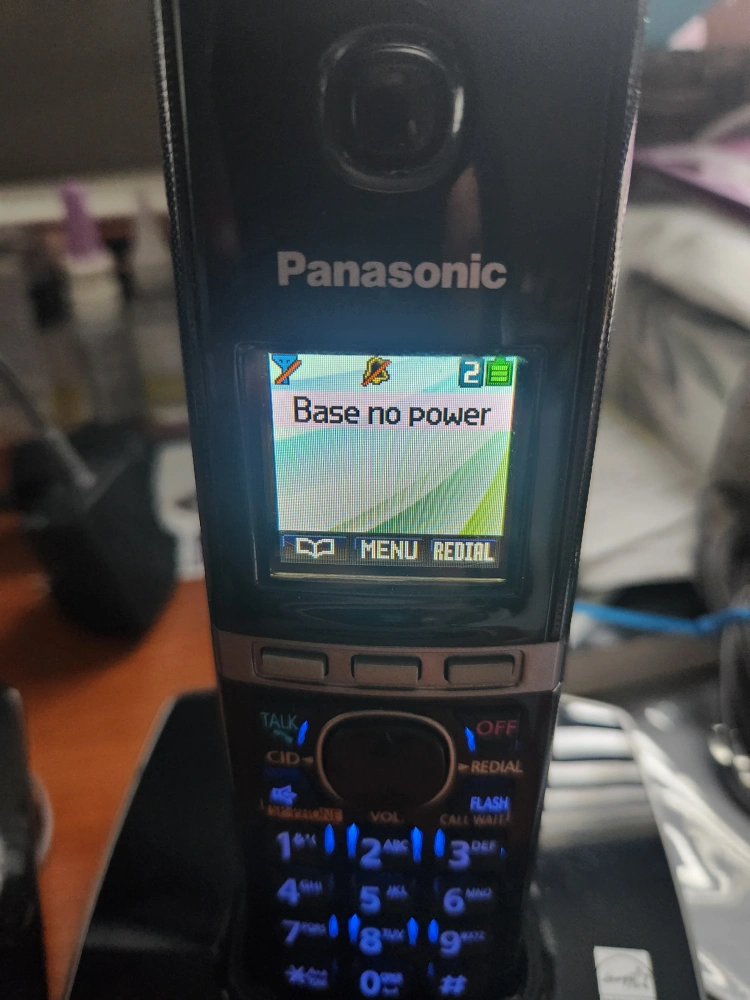 Panasonic
2
Base no power
MENU REDIAL
TALK OFF
CID REDIAL
FLASH
VOL CALL WAIT
1 2 ABC 3 DEF
4 GHI 5 JKL 6 MNO
7 8 TUV 9 WXYZ
* 0 #